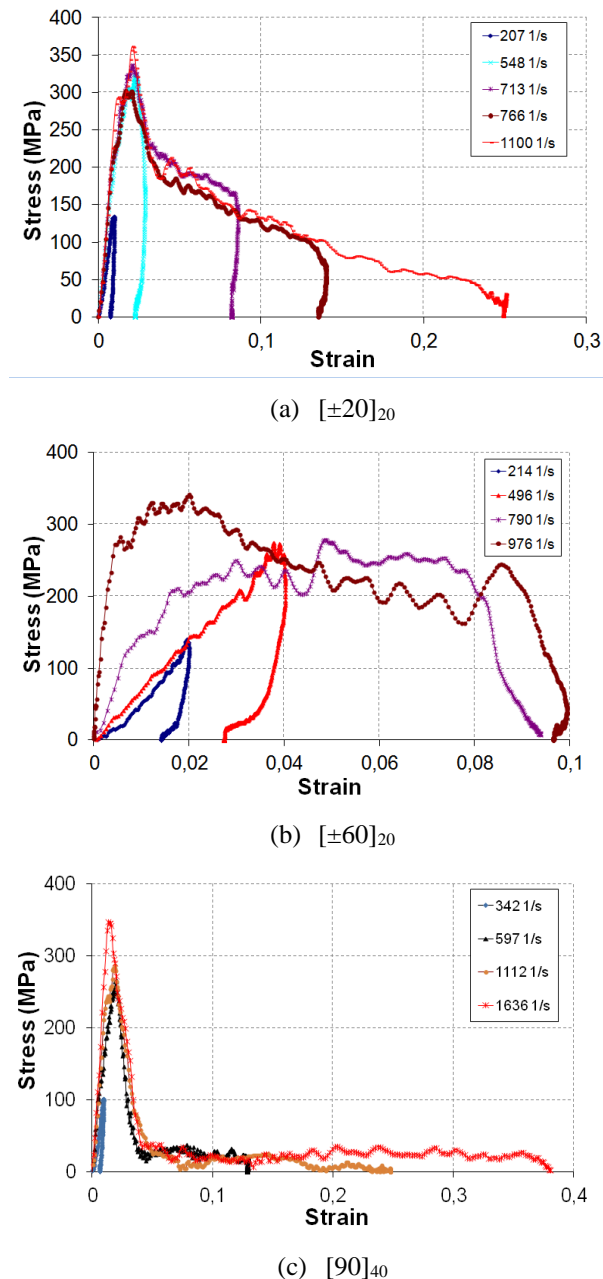 400
350
300
250
200
150
100
50
0
Stress (MPa)
207 1/s
548 1/s
713 1/s
766 1/s
1100 1/s
0 0,1 0,2 0,3
Strain
(a) [±20]20
400
300
200
100
0
Stress (MPa)
214 1/s
496 1/s
790 1/s
976 1/s
0 0,02 0,04 0,06 0,08 0,1
Strain
(b) [±60]20
400
300
200
100
0
Stress (MPa)
342 1/s
597 1/s
1112 1/s
1636 1/s
0 0,1 0,2 0,3 0,4
Strain
(c) [90]40